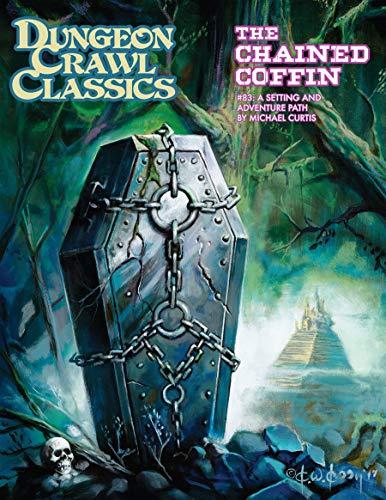 DUNGEON
CRAWL
CLASSICS
THE
CHAINED
COFFIN
#83: A SETTING AND
ADVENTURE PATH
BY MICHAEL CURTIS